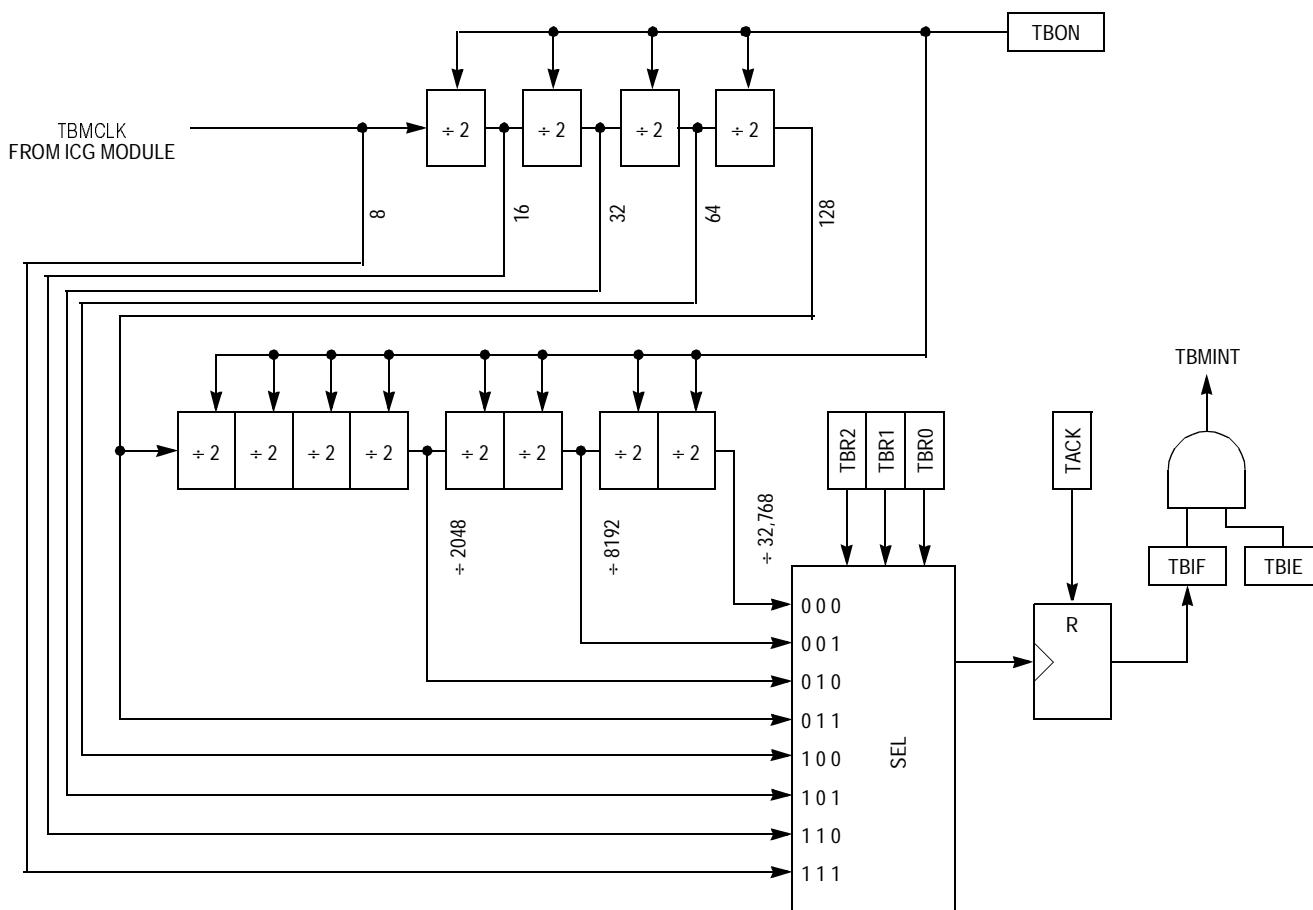 TBON
TBMCLK
FROM ICG MODULE
÷ 2
÷ 2
÷ 2
÷ 2
8
16
32
64
128
TBMINT
÷ 2
÷ 2
÷ 2
÷ 2
÷ 2
÷ 2
÷ 2
÷ 2
TBR2
TBR1
TBR0
TACK
÷ 2048
÷ 8192
÷ 32,768
TBIF
TBIE
0 0 0
0 0 1
0 1 0
0 1 1
1 0 0
1 0 1
1 1 0
1 1 1
SEL
R